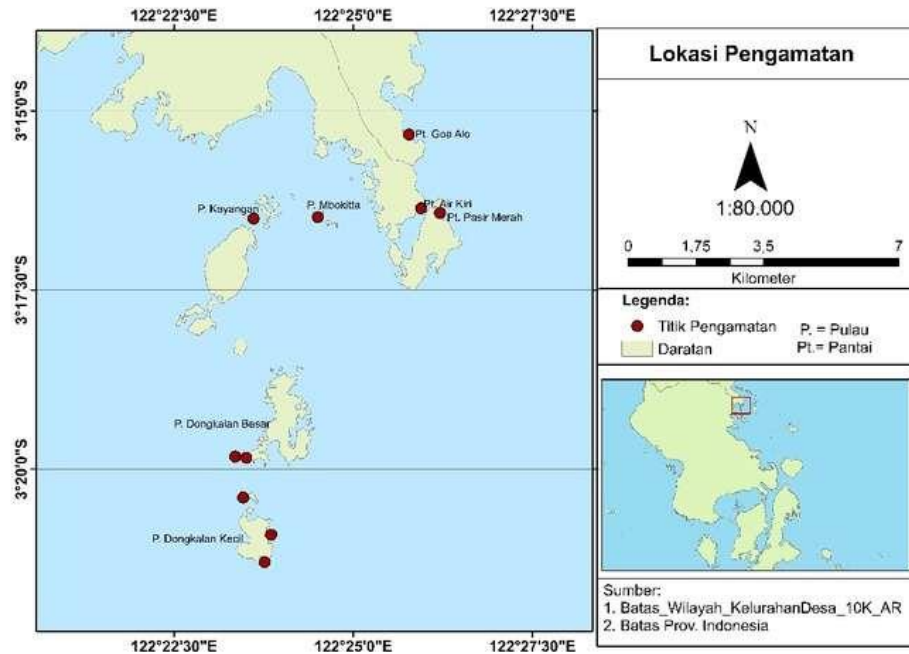 122°22'30"E 122°25'0"E 122°27'30"E
3°15'0"S
3°17'30"S
3°20'0"S
Pt. Goa Alo
Pt. Air Kiri
Pt. Pasir Merah
P. Mbokitta
P. Kayangan
P. Dongkalan Besar
P. Dongkalan Kecil
122°22'30"E 122°25'0"E 122°27'30"E
Lokasi Pengamatan
N
1:80.000
0 1,75 3,5 7
Kilometer
Legenda:
Titik Pengamatan
Daratan
P. = Pulau
Pt.= Pantai
Sumber:
1. Batas_Wilayah_KelurahanDesa_10K_AR
2. Batas Prov. Indonesia